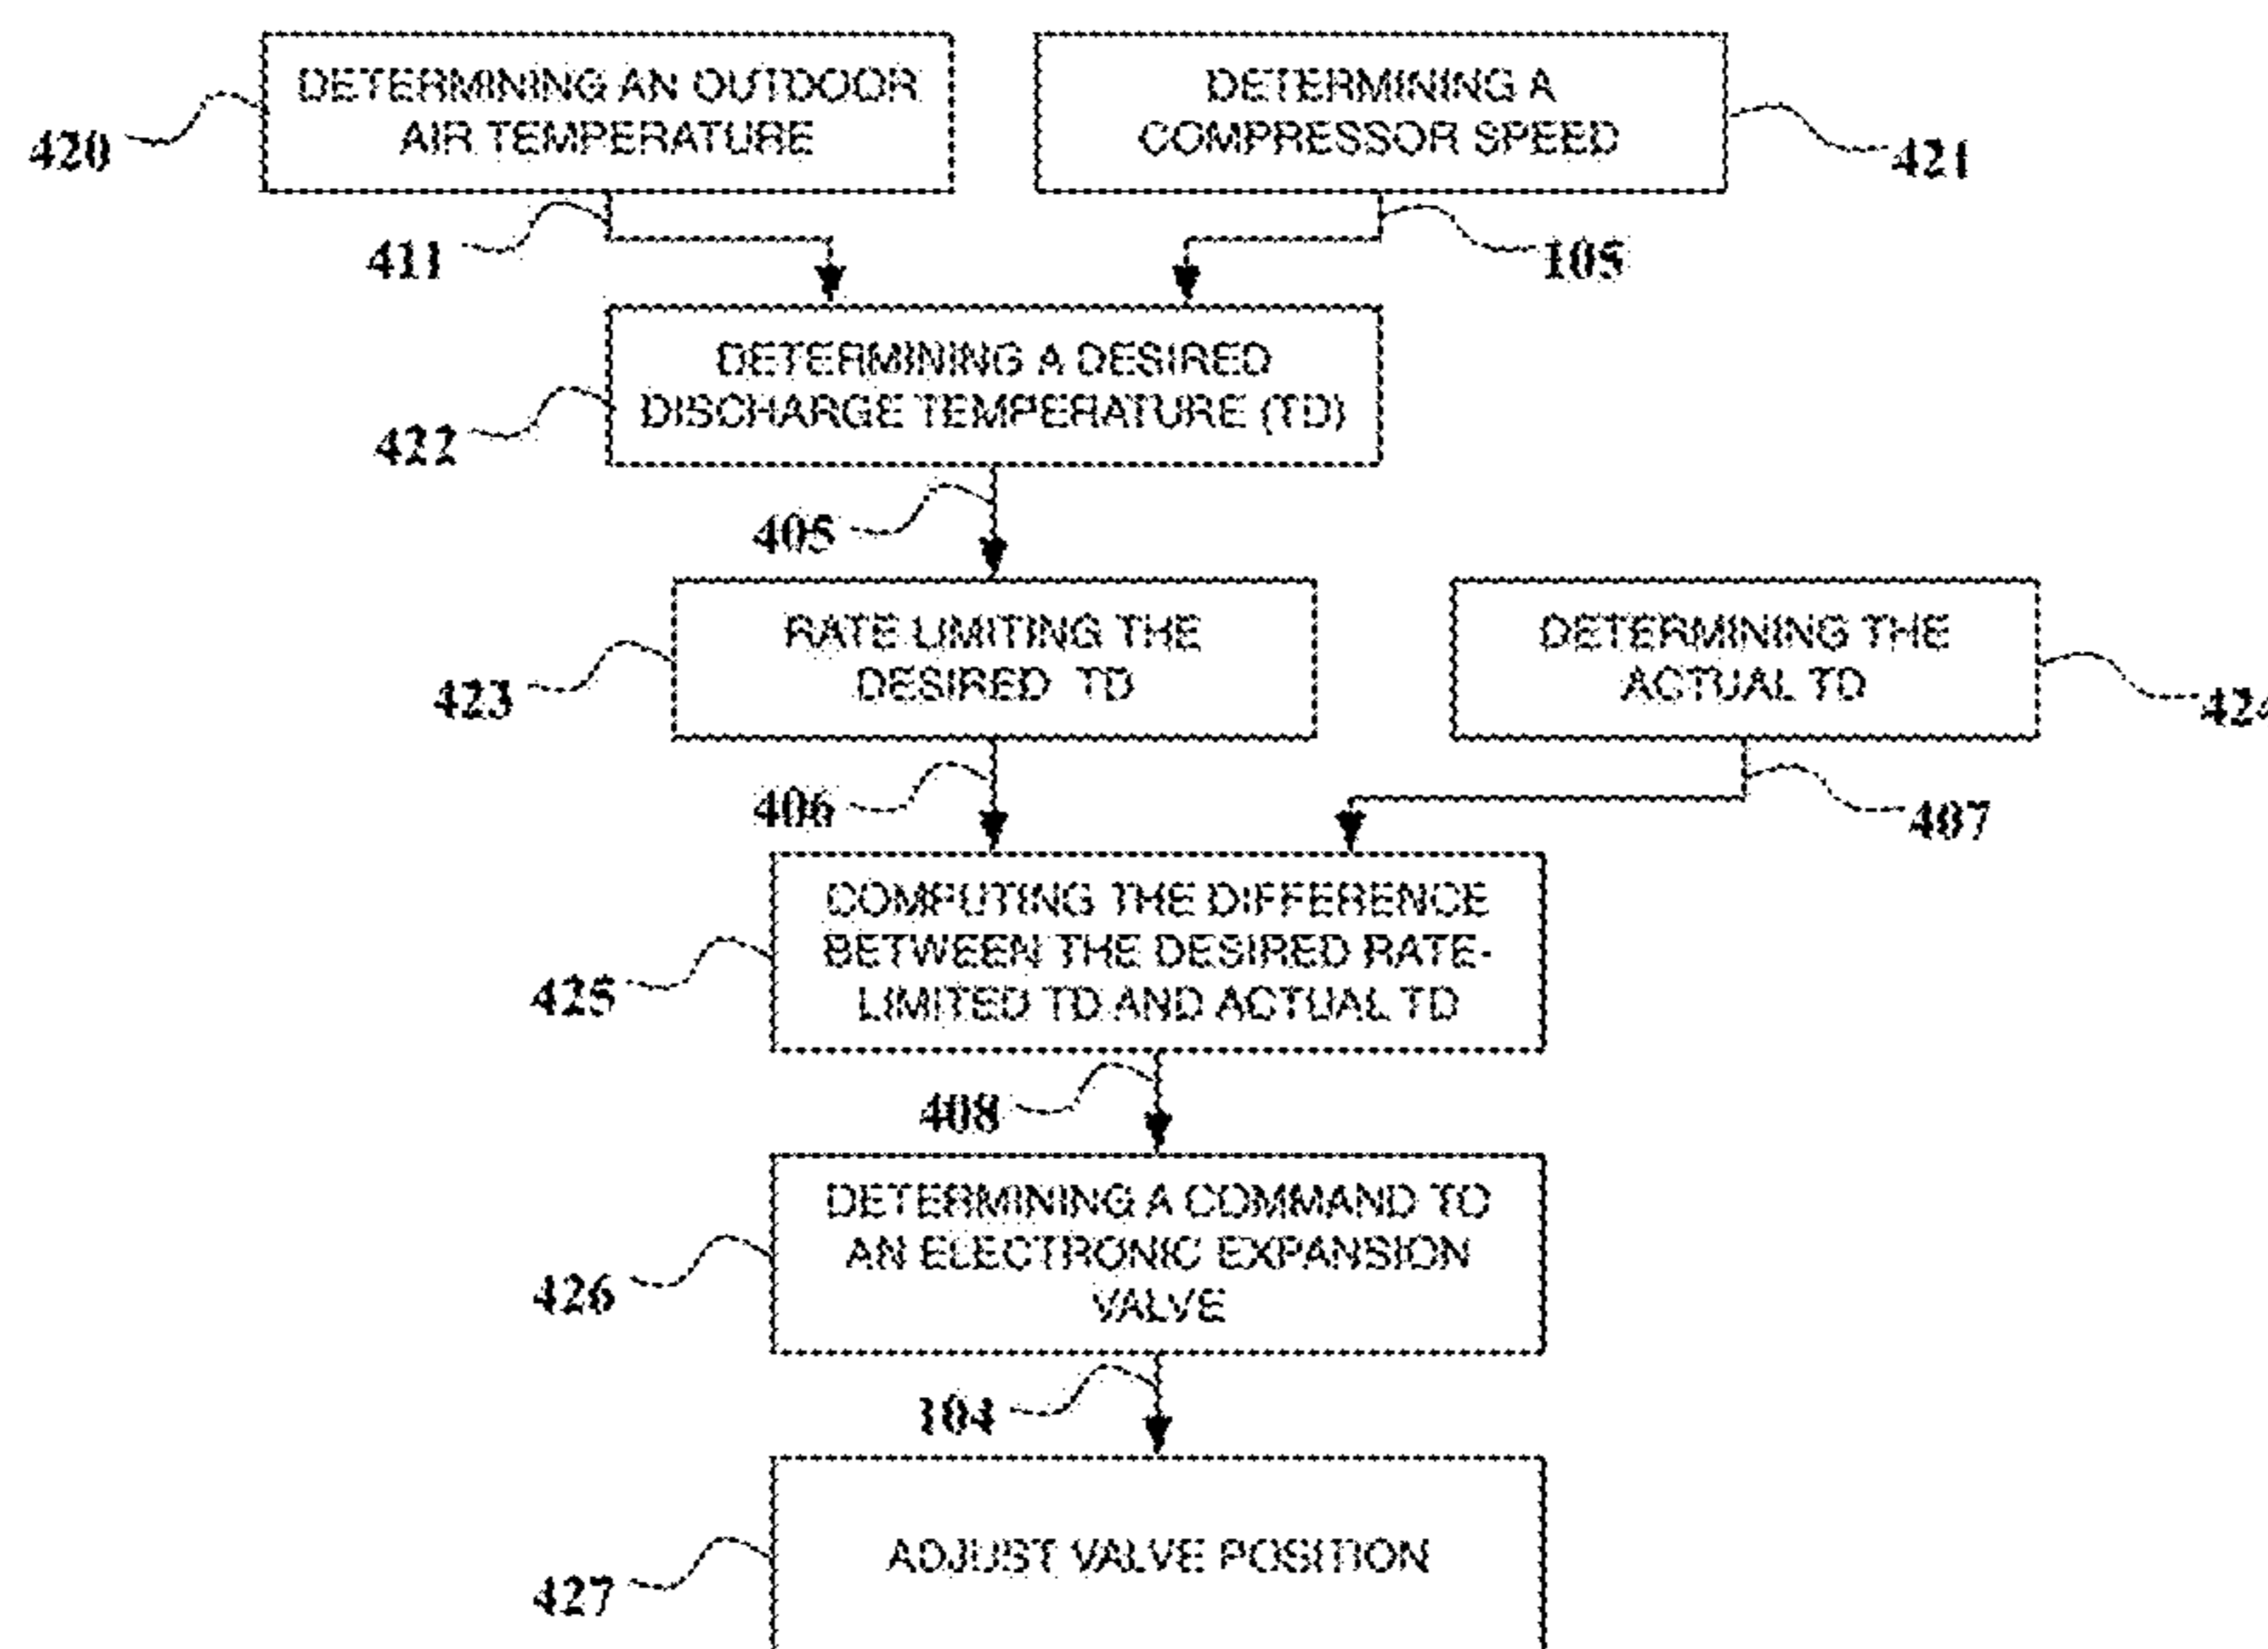 DETERMINING AN OUTDOOR
AIR TEMPERATURE
420
DETERMINING A
COMPRESSOR SPEED
421
411
105
DETERMINING A DESIRED
DISCHARGE TEMPERATURE (TD)
422
405
RATE LIMITING THE
DESIRED TD
423
DETERMINING THE
ACTUAL TD
424
406
407
COMPUTING THE DIFFERENCE
BETWEEN THE DESIRED RATE-
LIMITED TD AND ACTUAL TD
425
408
DETERMINING A COMMAND TO
AN ELECTRONIC EXPANSION
VALVE
426
104
ADJUST VALVE POSITION
427